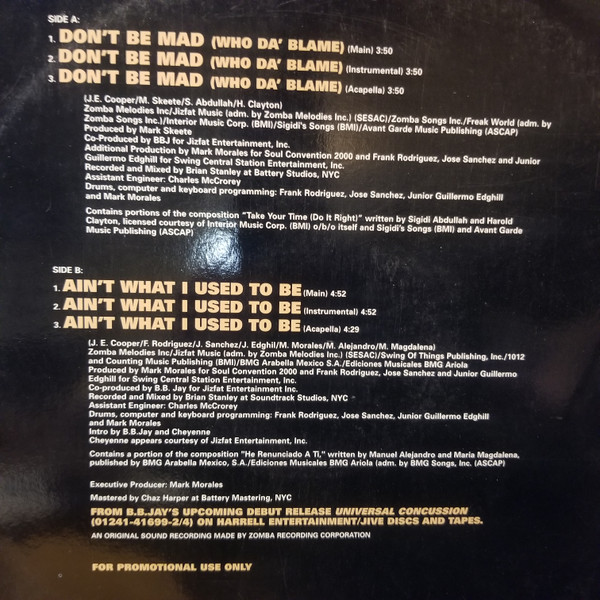 SIDE A:
1. DON'T BE MAD (WHO DA' BLAME) (Main) 3:50
2. DON'T BE MAD (WHO DA' BLAME) (Instrumental) 3:50
3. DON'T BE MAD (WHO DA' BLAME) (Acapella) 3:50
(J.E. Cooper/M. Skeete/S. Abdullah/H. Clayton)
Zomba Melodies Inc/Jizfat Music (adm. by Zomba Melodies Inc.) (SESAC)/Zomba Songs Inc./Freak World (adm. by
Zomba Songs Inc.)/Interior Music Corp. (BMI)/Sigidi's Songs (BMI)/Avant Garde Music Publishing (ASCAP)
Produced by Mark Skeete
Co-Produced by BBJ for Jizfat Entertainment, Inc.
Additional Production by Mark Morales for Soul Convention 2000 and Frank Rodriguez, Jose Sanchez and Junior
Guillermo Edghill for Swing Central Station Entertainment, Inc.
Recorded and Mixed by Brian Stanley at Battery Studios, NYC
Assistant Engineer: Charles McCrorey
Drums, computer and keyboard programming: Frank Rodriguez, Jose Sanchez, Junior Guillermo Edghill
and Mark Morales
Contains portions of the composition "Take Your Time (Do It Right)" written by Sigidi Abdullah and Harold
Clayton, licensed courtesy of Interior Music Corp. (BMI) o/b/o itself and Sigidi's Songs (BMI) and Avant Garde
Music Publishing (ASCAP)
SIDE B:
1. AIN'T WHAT I USED TO BE (Main) 4:52
2. AIN'T WHAT I USED TO BE (Instrumental) 4:52
3. AIN'T WHAT I USED TO BE (Acapella) 4:29
(J. E. Cooper/F. Rodriguez/J. Sanchez/J. Edghil/M. Morales/M. Alejandro/M. Magdalena)
Zomba Melodies Inc/Jizfat Music (adm. by Zomba Melodies Inc.) (SESAC)/Swing Of Things Publishing, Inc./1012
and Counting Music Publishing (BMI)/BMG Arabella Mexico S.A./Ediciones Musicales BMG Ariola
Produced by Mark Morales for Soul Convention 2000 and Frank Rodriguez, Jose Sanchez and Junior Guillermo
Edghill for Swing Central Station Entertainment, Inc.
Co-produced by B.B. Jay for Jizfat Entertainment Inc.
Recorded and Mixed by Brian Stanley at Soundtrack Studios, NYC
Assistant Engineer: Charles McCrorey
Drums, computer and keyboard programming: Frank Rodriguez, Jose Sanchez, Junior Guillermo Edghill
and Mark Morales
Intro by B.B.Jay and Cheyenne
Cheyenne appears courtesy of Jizfat Entertainment, Inc.
Contains a portion of the composition "He Renunciado A Ti," written by Manuel Alejandro and Maria Magdalena,
published by BMG Arabella Mexico, S.A./Ediciones Musicales BMG Ariola (adm. by BMG Songs, Inc. (ASCAP)
Executive Producer: Mark Morales
Mastered by Chaz Harper at Battery Mastering, NYC
FROM B.B.JAY'S UPCOMING DEBUT RELEASE UNIVERSAL CONCUSSION
(01241-41699-2/4) ON HARRELL ENTERTAINMENT/JIVE DISCS AND TAPES.
AN ORIGINAL SOUND RECORDING MADE BY ZOMBA RECORDING CORPORATION
FOR PROMOTIONAL USE ONLY